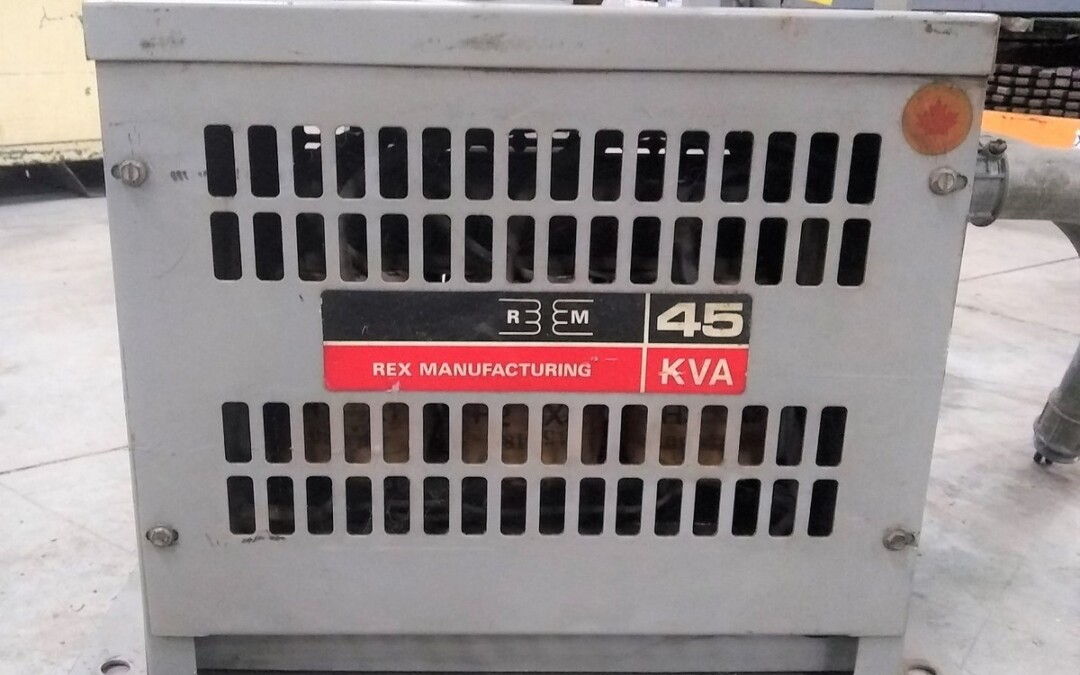 R M 45
REX MANUFACTURING KVA